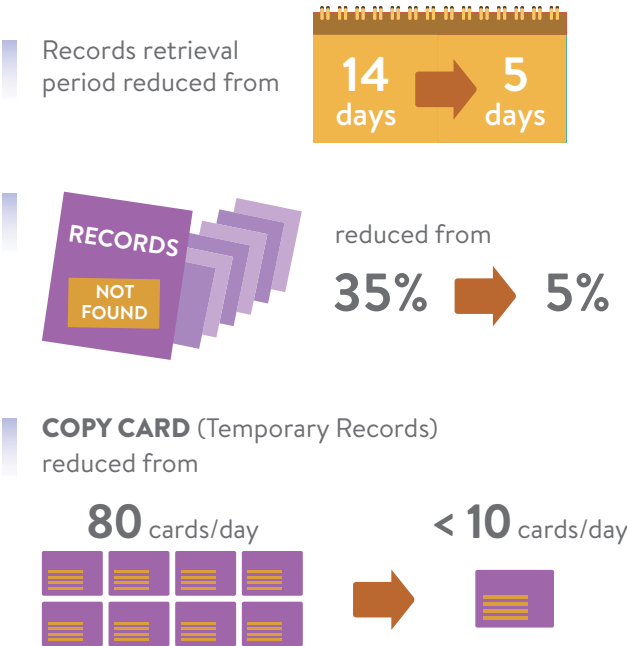 Records retrieval
period reduced from
14
days
5
days
RECORDS
NOT
FOUND
reduced from
35%
5%
COPY CARD (Temporary Records)
reduced from
80 cards/day
< 10 cards/day